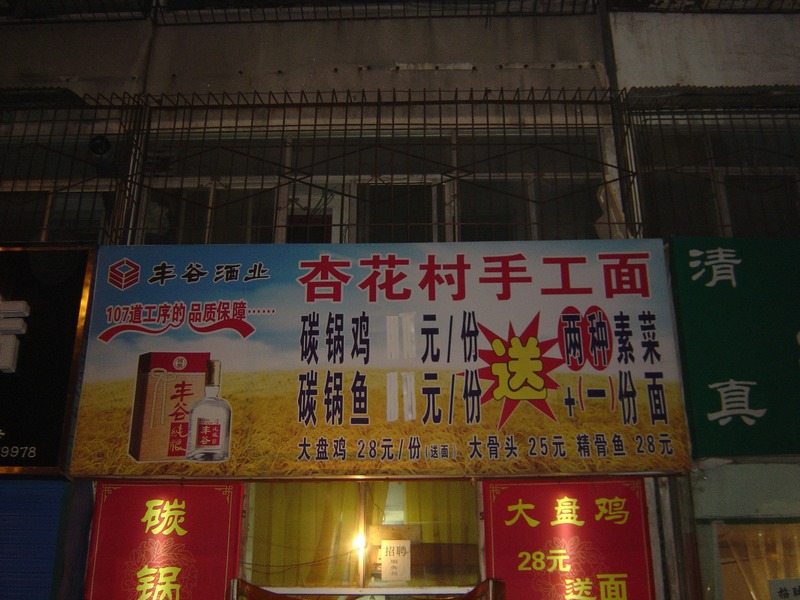 丰谷酒业
杏花村手工面
107道工序的 品质保障……
碳锅鸡 元/份
碳锅鱼 元/份
送
两种素菜
+(一)份面
丰谷
纯粮
丰谷
大盘鸡 28元/份(送面) 大骨头 25元 精骨鱼 28元
清
真
9978
碳
锅
招聘
大盘鸡
28元
送面